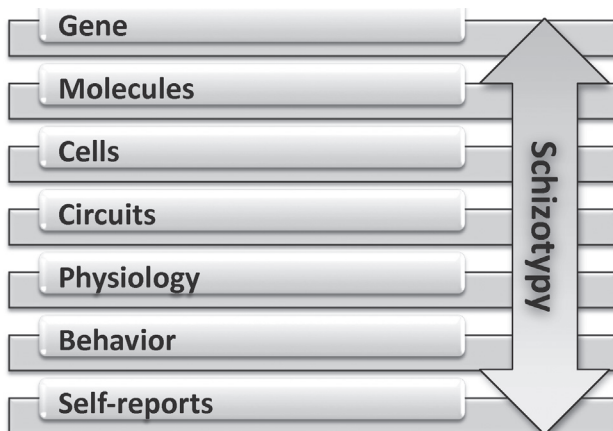 Gene
Molecules
Cells
Circuits
Physiology
Behavior
Self-reports
Schizotypy